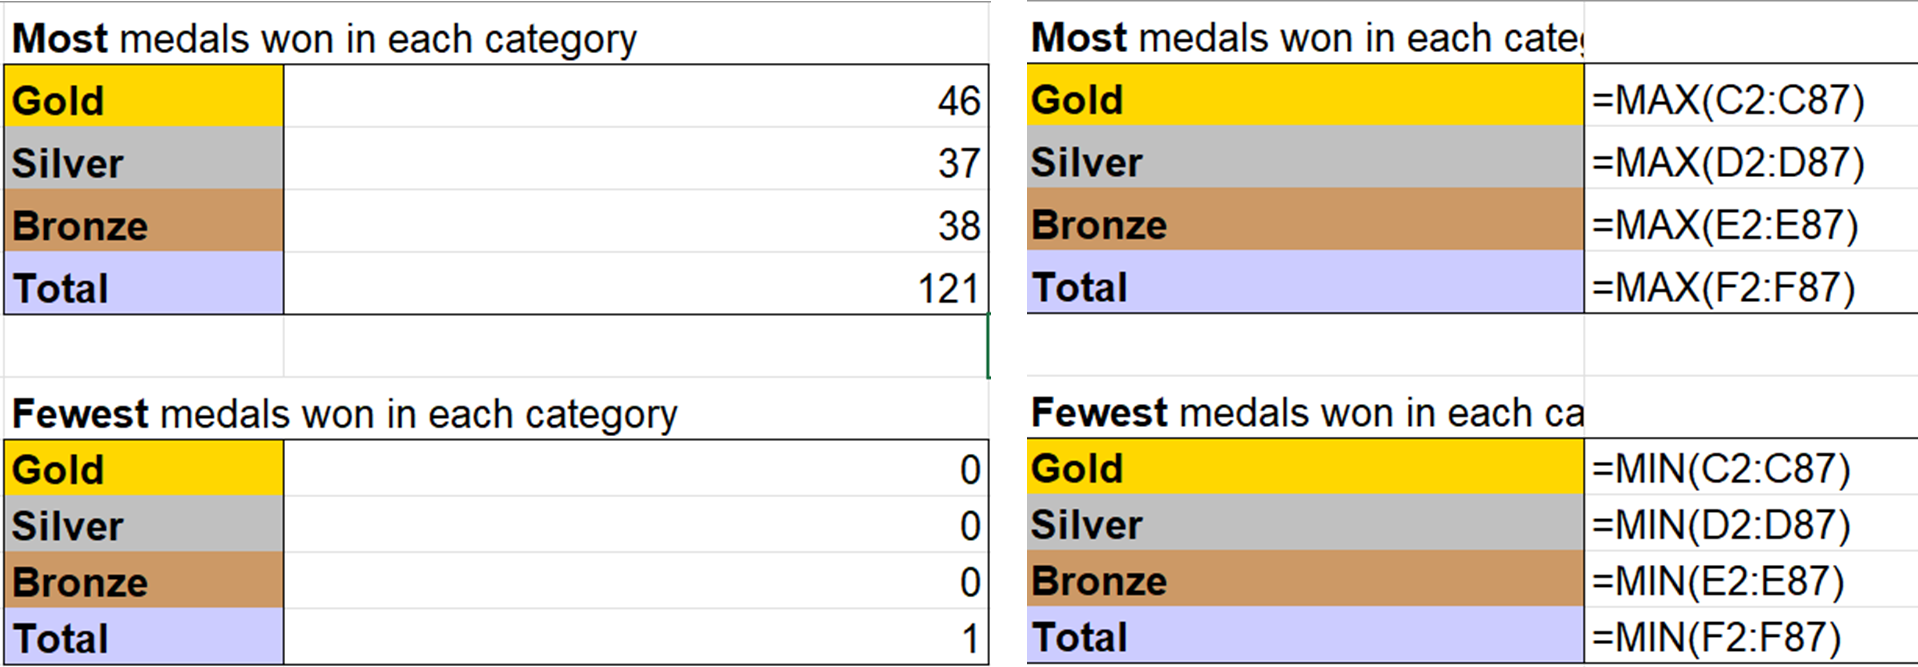 Most medals won in each category
Gold 46
Silver 37
Bronze 38
Total 121
Fewest medals won in each category
Gold 0
Silver 0
Bronze 0
Total 1
Most medals won in each categ
Gold =MAX(C2:C87)
Silver =MAX(D2:D87)
Bronze =MAX(E2:E87)
Total =MAX(F2:F87)
Fewest medals won in each ca
Gold =MIN(C2:C87)
Silver =MIN(D2:D87)
Bronze =MIN(E2:E87)
Total =MIN(F2:F87)